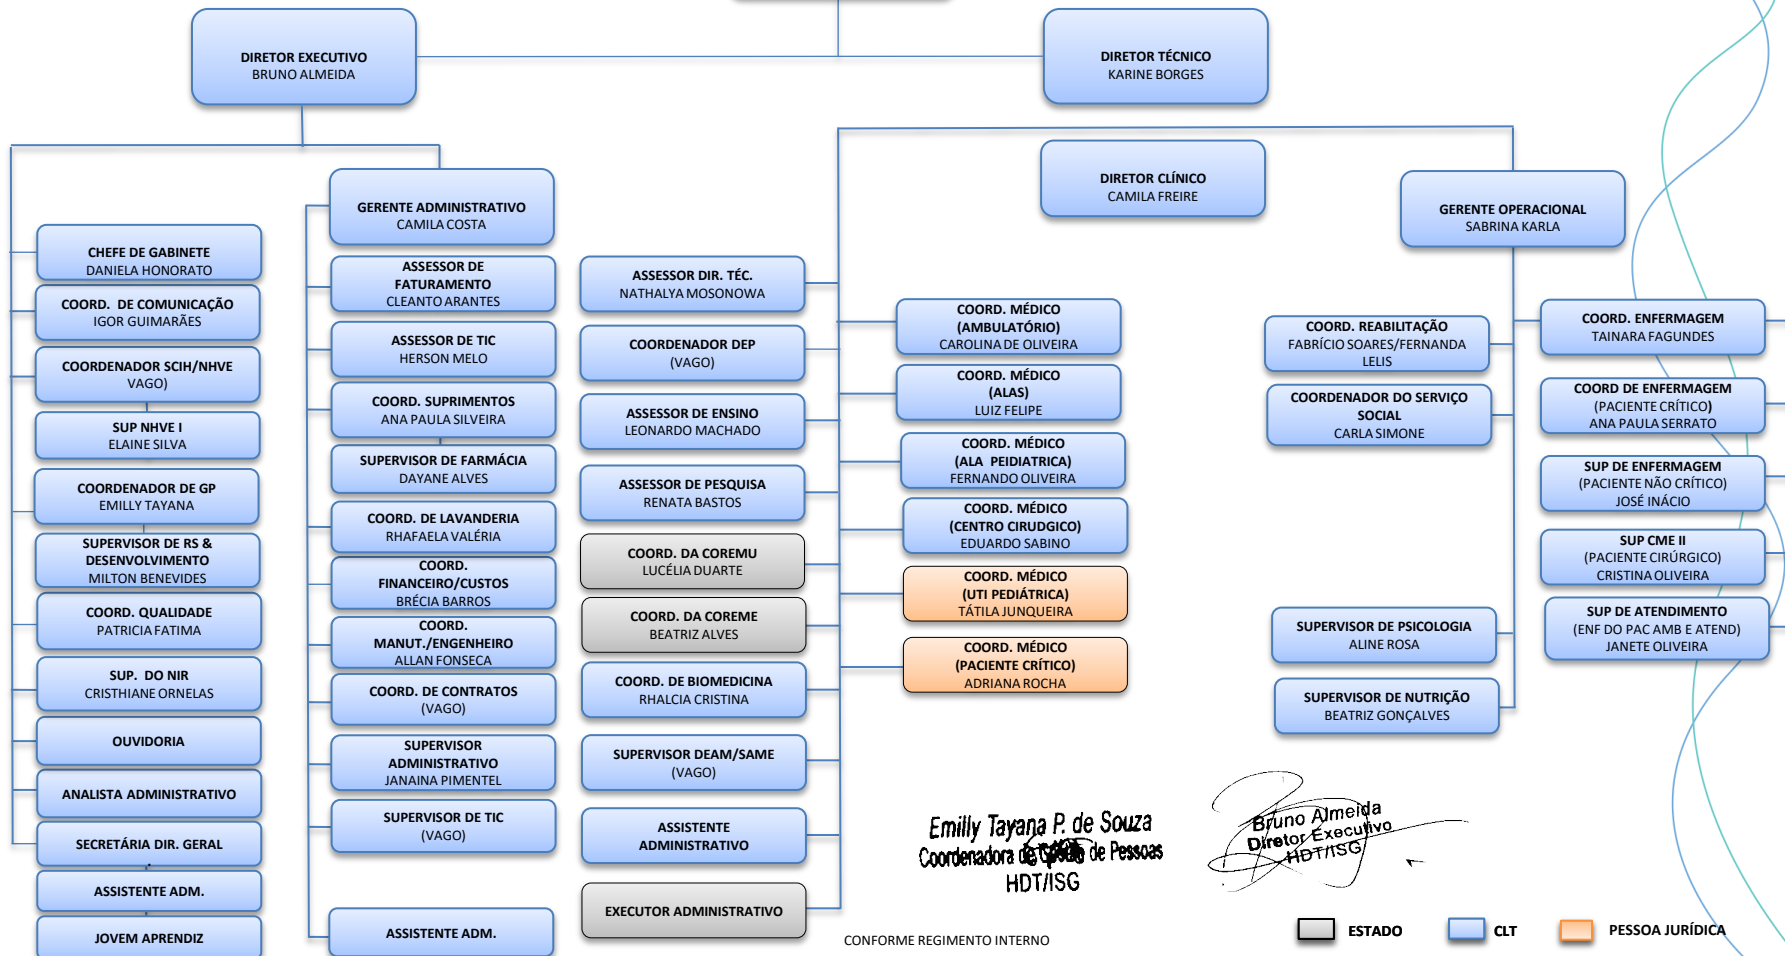 DIRETOR EXECUTIVO
BRUNO ALMEIDA
DIRETOR TÉCNICO
KARINE BORGES
DIRETOR CLÍNICO
CAMILA FREIRE
GERENTE ADMINISTRATIVO
CAMILA COSTA
GERENTE OPERACIONAL
SABRINA KARLA
CHEFE DE GABINETE
DANIELA HONORATO
COORD. DE COMUNICAÇÃO
IGOR GUIMARÃES
COORDENADOR SCIH/NHVE
VAGO)
SUP NHVE I
ELAINE SILVA
COORDENADOR DE GP
EMILLY TAYANA
SUPERVISOR DE RS &
DESENVOLVIMENTO
MILTON BENEVIDES
COORD. QUALIDADE
PATRICIA FATIMA
SUP. DO NIR
CRISTHIANE ORNELAS
OUVIDORIA
ANALISTA ADMINISTRATIVO
SECRETÁRIA DIR. GERAL
ASSISTENTE ADM.
JOVEM APRENDIZ
ASSESSOR DE
FATURAMENTO
CLEANTO ARANTES
ASSESSOR DE TIC
HERSON MELO
COORD. SUPRIMENTOS
ANA PAULA SILVEIRA
SUPERVISOR DE FARMÁCIA
DAYANE ALVES
COORD. DE LAVANDERIA
RHAFAELA VALÉRIA
COORD.
FINANCEIRO/CUSTOS
BRÉCIA BARROS
COORD.
MANUT./ENGENHEIRO
ALLAN FONSECA
COORD. DE CONTRATOS
(VAGO)
SUPERVISOR
ADMINISTRATIVO
JANAINA PIMENTEL
SUPERVISOR DE TIC
(VAGO)
ASSISTENTE ADM.
ASSESSOR DIR. TÉC.
NATHALYA MOSONOWA
COORDENADOR DEP
(VAGO)
ASSESSOR DE ENSINO
LEONARDO MACHADO
ASSESSOR DE PESQUISA
RENATA BASTOS
COORD. DA COREMU
LUCÉLIA DUARTE
COORD. DA COREME
BEATRIZ ALVES
COORD. DE BIOMEDICINA
RHALCIA CRISTINA
SUPERVISOR DEAM/SAME
(VAGO)
ASSISTENTE
ADMINISTRATIVO
EXECUTOR ADMINISTRATIVO
COORD. MÉDICO
(AMBULATÓRIO)
CAROLINA DE OLIVEIRA
COORD. MÉDICO
(ALAS)
LUIZ FELIPE
COORD. MÉDICO
(ALA PEIDIATRICA)
FERNANDO OLIVEIRA
COORD. MÉDICO
(CENTRO CIRUDGICO)
EDUARDO SABINO
COORD. MÉDICO
(UTI PEDIÁTRICA)
TÁTILA JUNQUEIRA
COORD. MÉDICO
(PACIENTE CRÍTICO)
ADRIANA ROCHA
COORD. REABILITAÇÃO
FABRÍCIO SOARES/FERNANDA
LELIS
COORDENADOR DO SERVIÇO
SOCIAL
CARLA SIMONE
SUPERVISOR DE PSICOLOGIA
ALINE ROSA
SUPERVISOR DE NUTRIÇÃO
BEATRIZ GONÇALVES
COORD. ENFERMAGEM
TAINARA FAGUNDES
COORD DE ENFERMAGEM
(PACIENTE CRÍTICO)
ANA PAULA SERRATO
SUP DE ENFERMAGEM
(PACIENTE NÃO CRÍTICO)
JOSÉ INÁCIO
SUP CME II
(PACIENTE CIRÚRGICO)
CRISTINA OLIVEIRA
SUP DE ATENDIMENTO
(ENF DO PAC AMB E ATEND)
JANETE OLIVEIRA
Emilly Tayana P. de Souza
Coordenadora de Gestão de Pessoas
HDT/ISG
Bruno Almeida
Diretor Executivo
HDT/ISG
CONFORME REGIMENTO INTERNO
ESTADO
CLT
PESSOA JURÍDICA